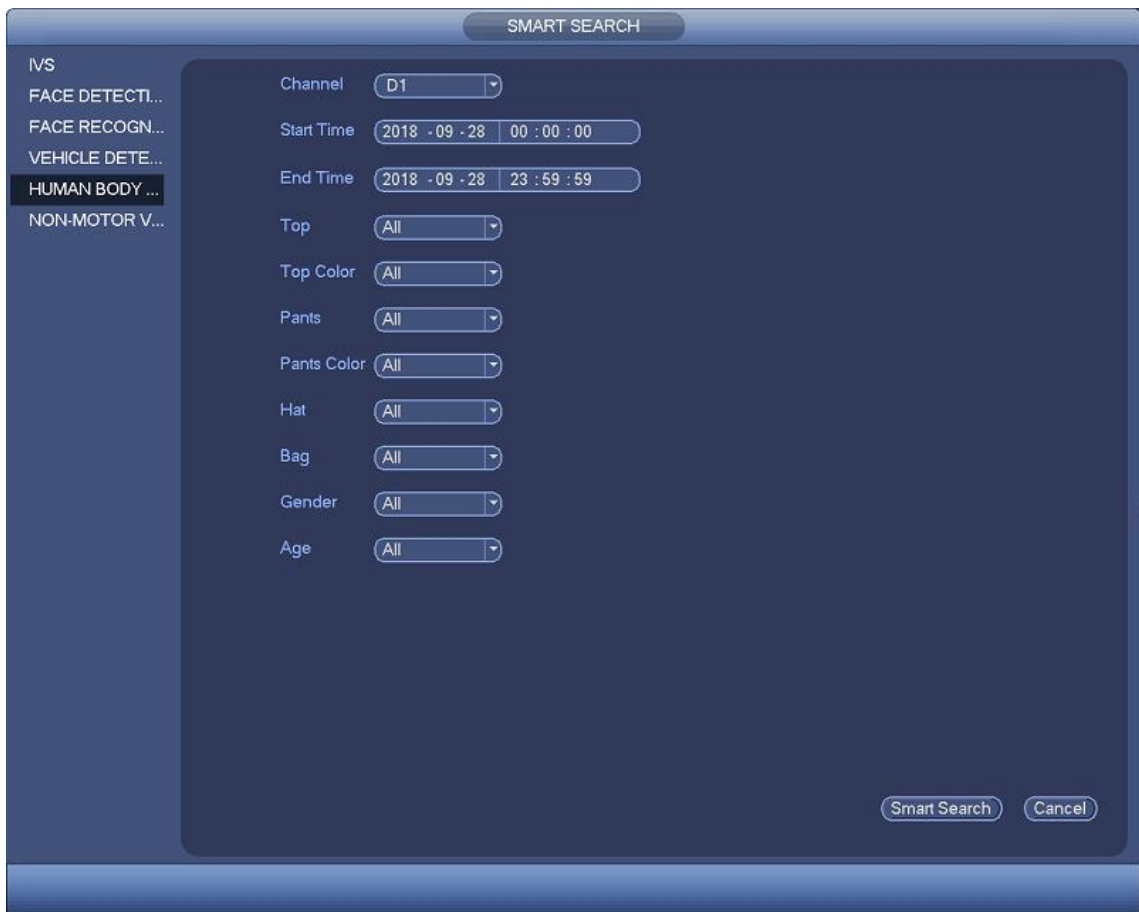 SMART SEARCH
IVS
FACE DETECTI...
FACE RECOGN...
VEHICLE DETE...
HUMAN BODY ...
NON-MOTOR V...
Channel D1
Start Time 2018 - 09 - 28 00 : 00 : 00
End Time 2018 - 09 - 28 23 : 59 : 59
Top All
Top Color All
Pants All
Pants Color All
Hat All
Bag All
Gender All
Age All
Smart Search Cancel